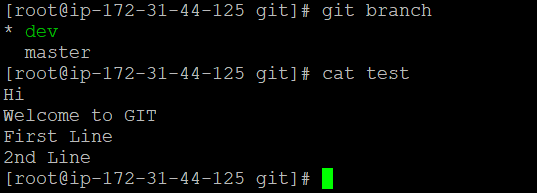 [root@ip-172-31-44-125 git]# git branch
* dev
  master
[root@ip-172-31-44-125 git]# cat test
Hi
Welcome to GIT
First Line
2nd Line
[root@ip-172-31-44-125 git]#